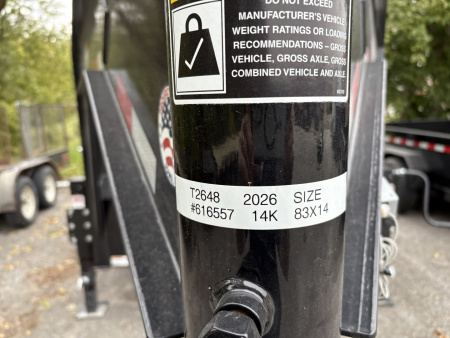 DO NOT EXCEED
MANUFACTURER'S VEHICLE
WEIGHT RATINGS OR LOADING
RECOMMENDATIONS – GROSS
VEHICLE, GROSS AXLE, GROSS
COMBINED VEHICLE AND AXLE
T2648 2026 SIZE
#616557 14K 83X14